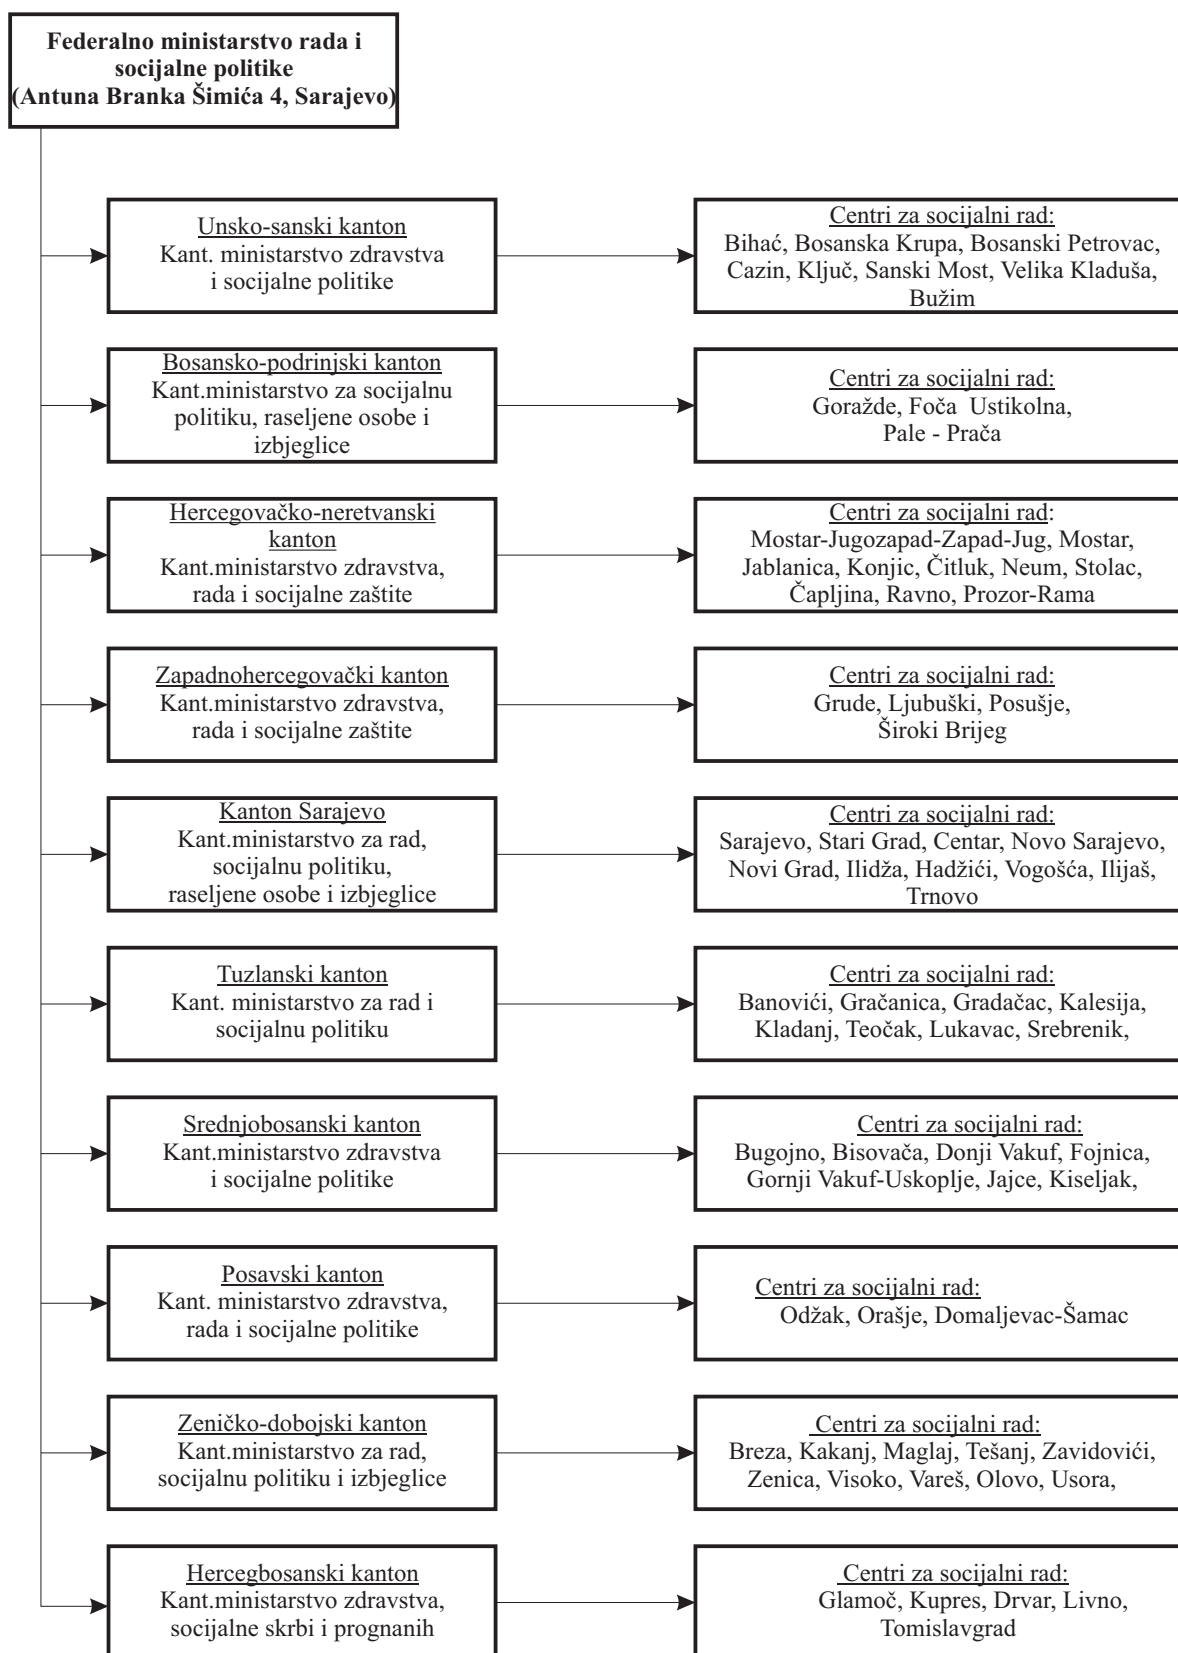 Federalno ministarstvo rada i
socijalne politike
(Antuna Branka Šimića 4, Sarajevo)
Unsko-sanski kanton
Kant. ministarstvo zdravstva
i socijalne politike
Centri za socijalni rad:
Bihać, Bosanska Krupa, Bosanski Petrovac,
Cazin, Ključ, Sanski Most, Velika Kladuša,
Bužim
Bosansko-podrinjski kanton
Kant.ministarstvo za socijalnu
politiku, raseljene osobe i
izbjeglice
Centri za socijalni rad:
Goražde, Foča Ustikolna,
Pale - Prača
Hercegovačko-neretvanski
kanton
Kant.ministarstvo zdravstva,
rada i socijalne zaštite
Centri za socijalni rad:
Mostar-Jugozapad-Zapad-Jug, Mostar,
Jablanica, Konjic, Čitluk, Neum, Stolac,
Čapljina, Ravno, Prozor-Rama
Zapadnohercegovački kanton
Kant.ministarstvo zdravstva,
rada i socijalne zaštite
Centri za socijalni rad:
Grude, Ljubuški, Posušje,
Široki Brijeg
Kanton Sarajevo
Kant.ministarstvo za rad,
socijalnu politiku,
raseljene osobe i izbjeglice
Centri za socijalni rad:
Sarajevo, Stari Grad, Centar, Novo Sarajevo,
Novi Grad, Ilidža, Hadžići, Vogošća, Ilijaš,
Trnovo
Tuzlanski kanton
Kant. ministarstvo za rad i
socijalnu politiku
Centri za socijalni rad:
Banovići, Gračanica, Gradačac, Kalesija,
Kladanj, Teočak, Lukavac, Srebrenik,
Srednjobosanski kanton
Kant.ministarstvo zdravstva
i socijalne politike
Centri za socijalni rad:
Bugojno, Bisovača, Donji Vakuf, Fojnica,
Gornji Vakuf-Uskoplje, Jajce, Kiseljak,
Posavski kanton
Kant. ministarstvo zdravstva,
rada i socijalne politike
Centri za socijalni rad:
Odžak, Orašje, Domaljevac-Šamac
Zeničko-dobojski kanton
Kant.ministarstvo za rad,
socijalnu politiku i izbjeglice
Centri za socijalni rad:
Breza, Kakanj, Maglaj, Tešanj, Zavidovići,
Zenica, Visoko, Vareš, Olovo, Usora,
Hercegbosanski kanton
Kant.ministarstvo zdravstva,
socijalne skrbi i prognanih
Centri za socijalni rad:
Glamoč, Kupres, Drvar, Livno,
Tomislavgrad